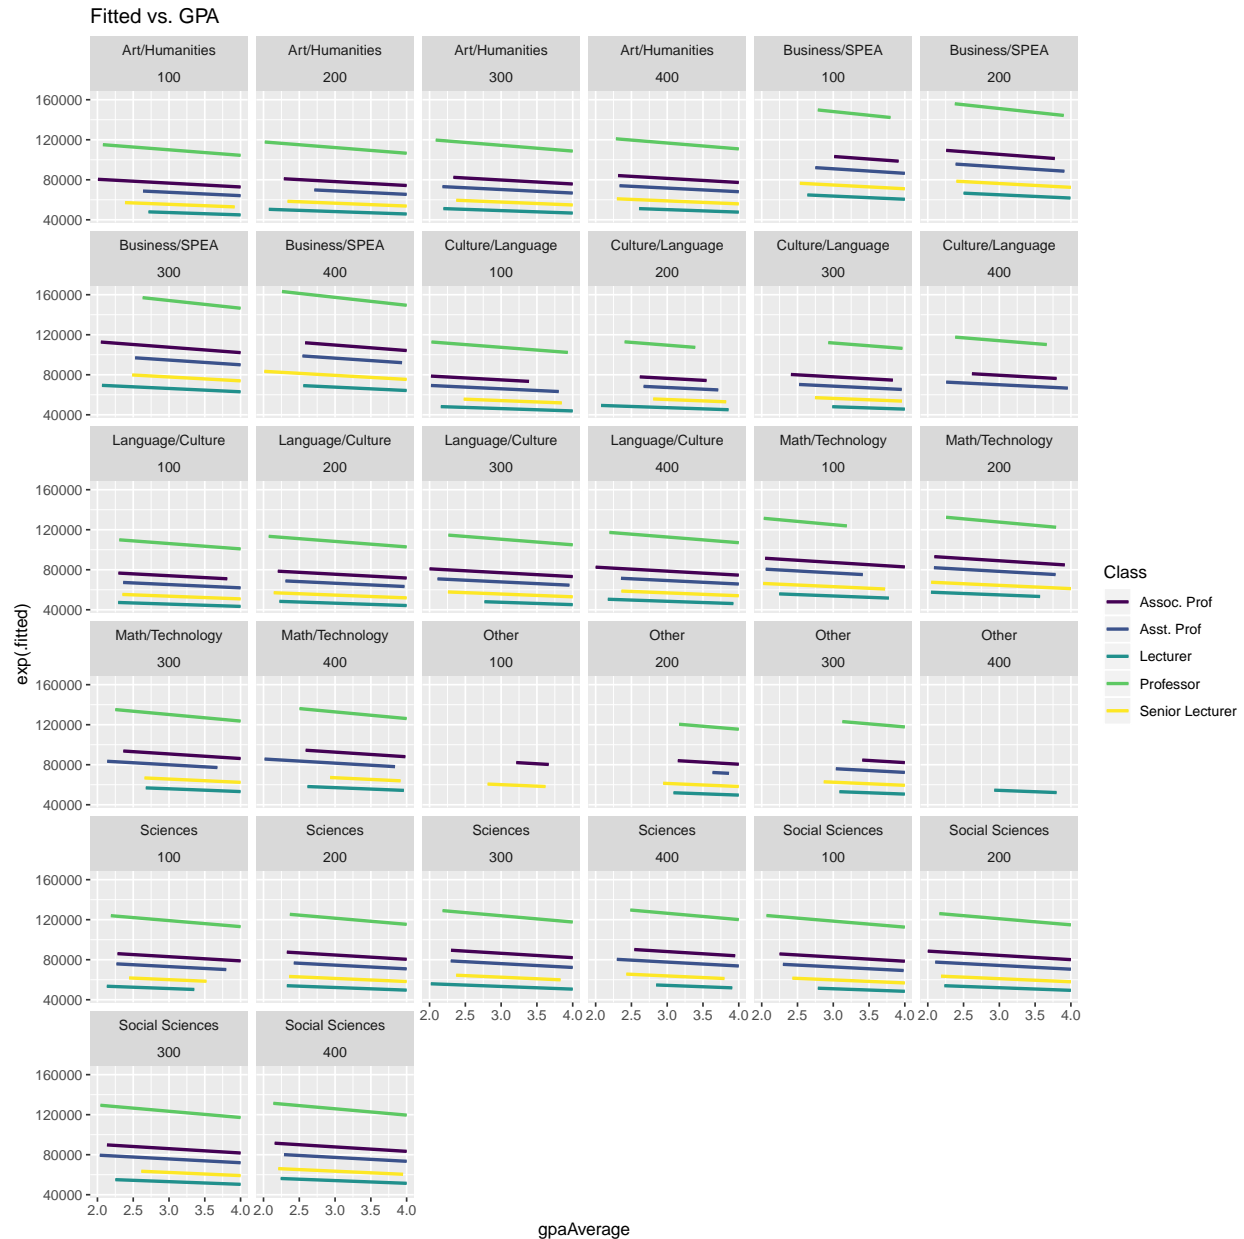 Fitted vs. GPA
Art/Humanities Art/Humanities Art/Humanities Art/Humanities Business/SPEA Business/SPEA
100 200 300 400 100 200
160000
120000
80000
40000
Business/SPEA Business/SPEA Culture/Language Culture/Language Culture/Language Culture/Language
300 400 100 200 300 400
160000
120000
80000
40000
Language/Culture Language/Culture Language/Culture Language/Culture Math/Technology Math/Technology
100 200 300 400 100 200
160000
120000
80000
40000
Math/Technology Math/Technology Other Other Other Other
300 400 100 200 300 400
160000
120000
80000
40000
Sciences Sciences Sciences Sciences Social Sciences Social Sciences
100 200 300 400 100 200
160000
120000
80000
40000
2.0 2.5 3.0 3.5 4.0 2.0 2.5 3.0 3.5 4.0 2.0 2.5 3.0 3.5 4.0 2.0 2.5 3.0 3.5 4.0
Social Sciences Social Sciences
300 400
160000
120000
80000
40000
2.0 2.5 3.0 3.5 4.0 2.0 2.5 3.0 3.5 4.0
gpaAverage
exp(.fitted)
Class
Assoc. Prof
Asst. Prof
Lecturer
Professor
Senior Lecturer